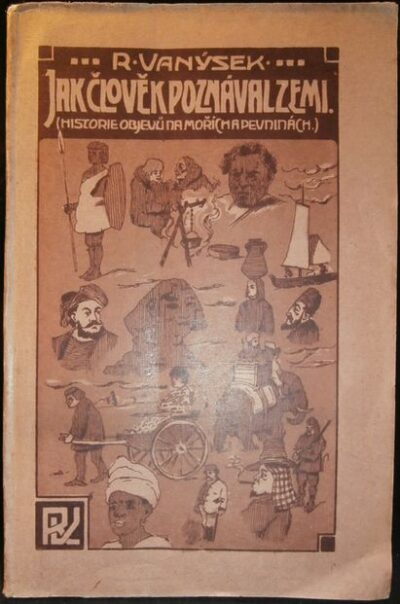 R. VANÝSEK.
JAK ČLOVĚK POZNÁVAL ZEMI.
(HISTORIE OBJEVŮ NA MOŘÍCH A PEVNINÁCH.)